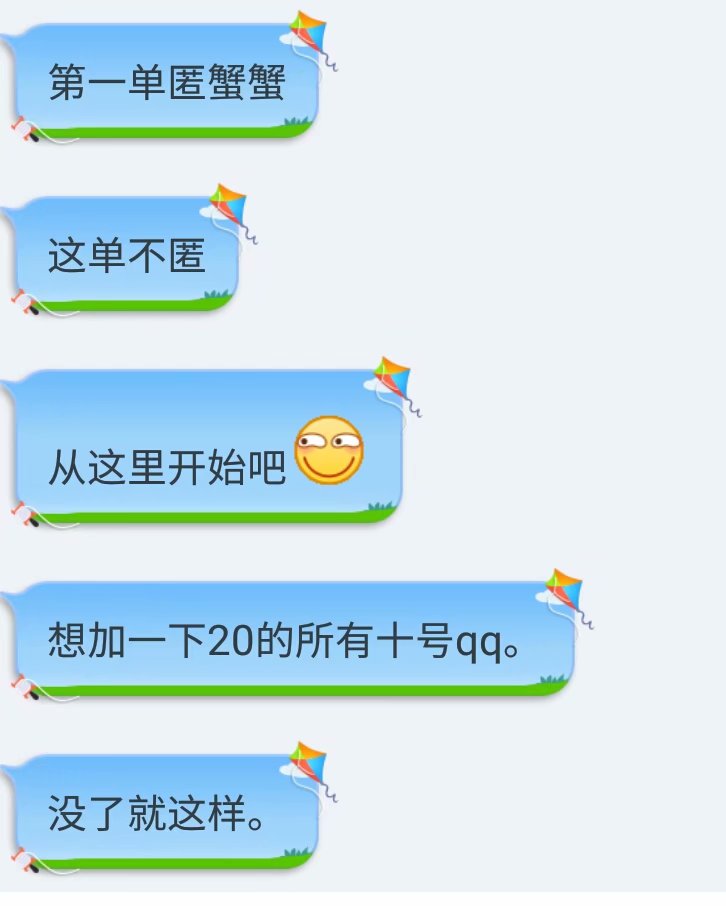 第一单匿蟹蟹
这单不匿
从这里开始吧
想加一下20的所有十号qq。
没了就这样。